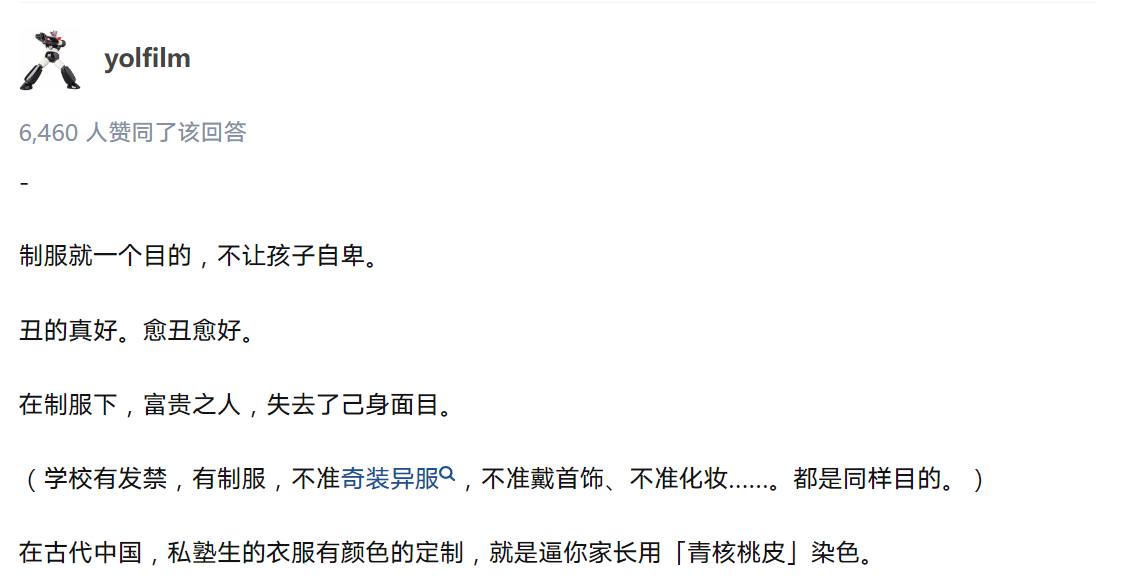 yolfilm
6,460 人赞同了该回答
-
制服就一个目的，不让孩子自卑。
丑的真好。愈丑愈好。
在制服下，富贵之人，失去了己身面目。
（学校有发禁，有制服，不准奇装异服，不准戴首饰、不准化妆……。都是同样目的。）
在古代中国，私塾生的衣服有颜色的定制，就是逼你家长用「青核桃皮」染色。